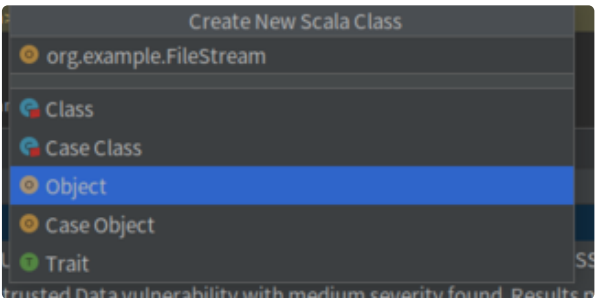 Create New Scala Class
org.example.FileStream
Class
Case Class
Object
Case Object
Trait
trusted Data vulnerability with medium severity found. Results